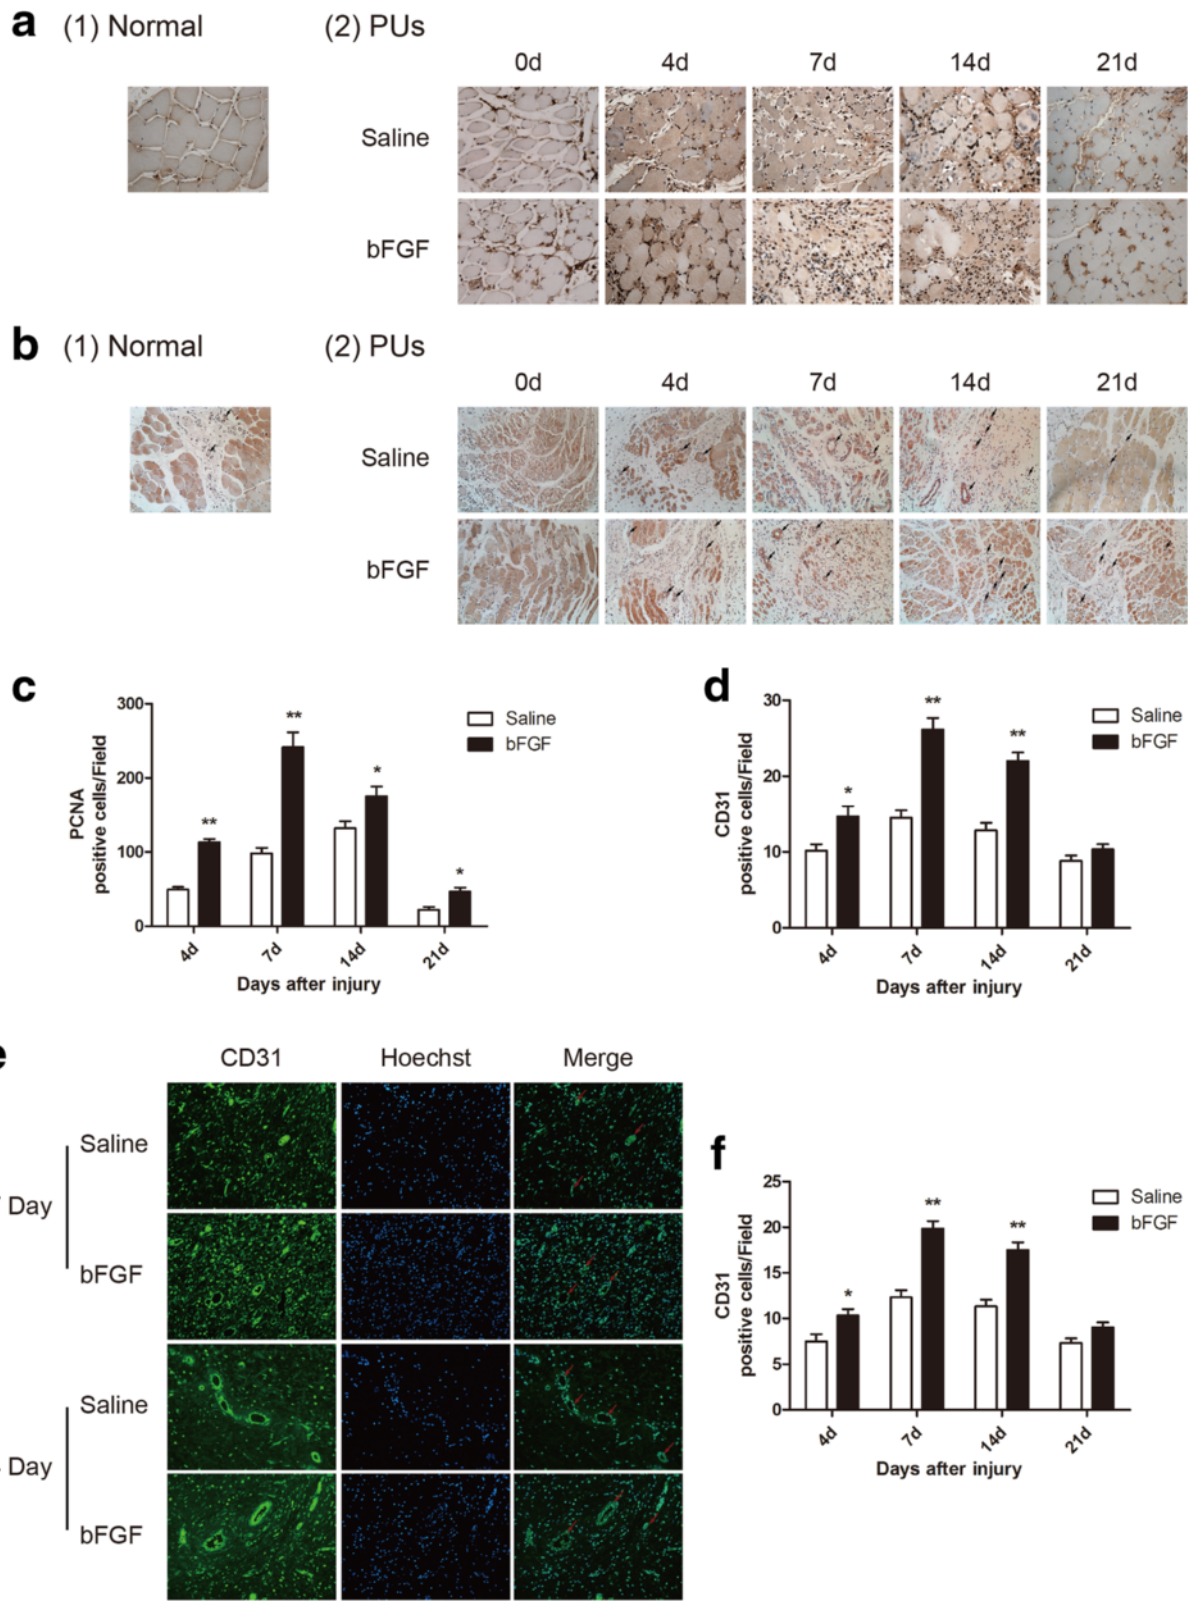 a (1) Normal (2) PUs
0d 4d 7d 14d 21d
Saline
bFGF
b (1) Normal (2) PUs
0d 4d 7d 14d 21d
Saline
bFGF
c
PCNA
positive cells/Field
300
200
100
0
** ** * *
Saline
bFGF
4d 7d 14d 21d
Days after injury
d
CD31
positive cells/Field
30
20
10
0
* ** **
Saline
bFGF
4d 7d 14d 21d
Days after injury
CD31 Hoechst Merge
Saline
Day
bFGF
Saline
Day
bFGF
f
CD31
positive cells/Field
25
20
15
10
5
0
* ** **
Saline
bFGF
4d 7d 14d 21d
Days after injury